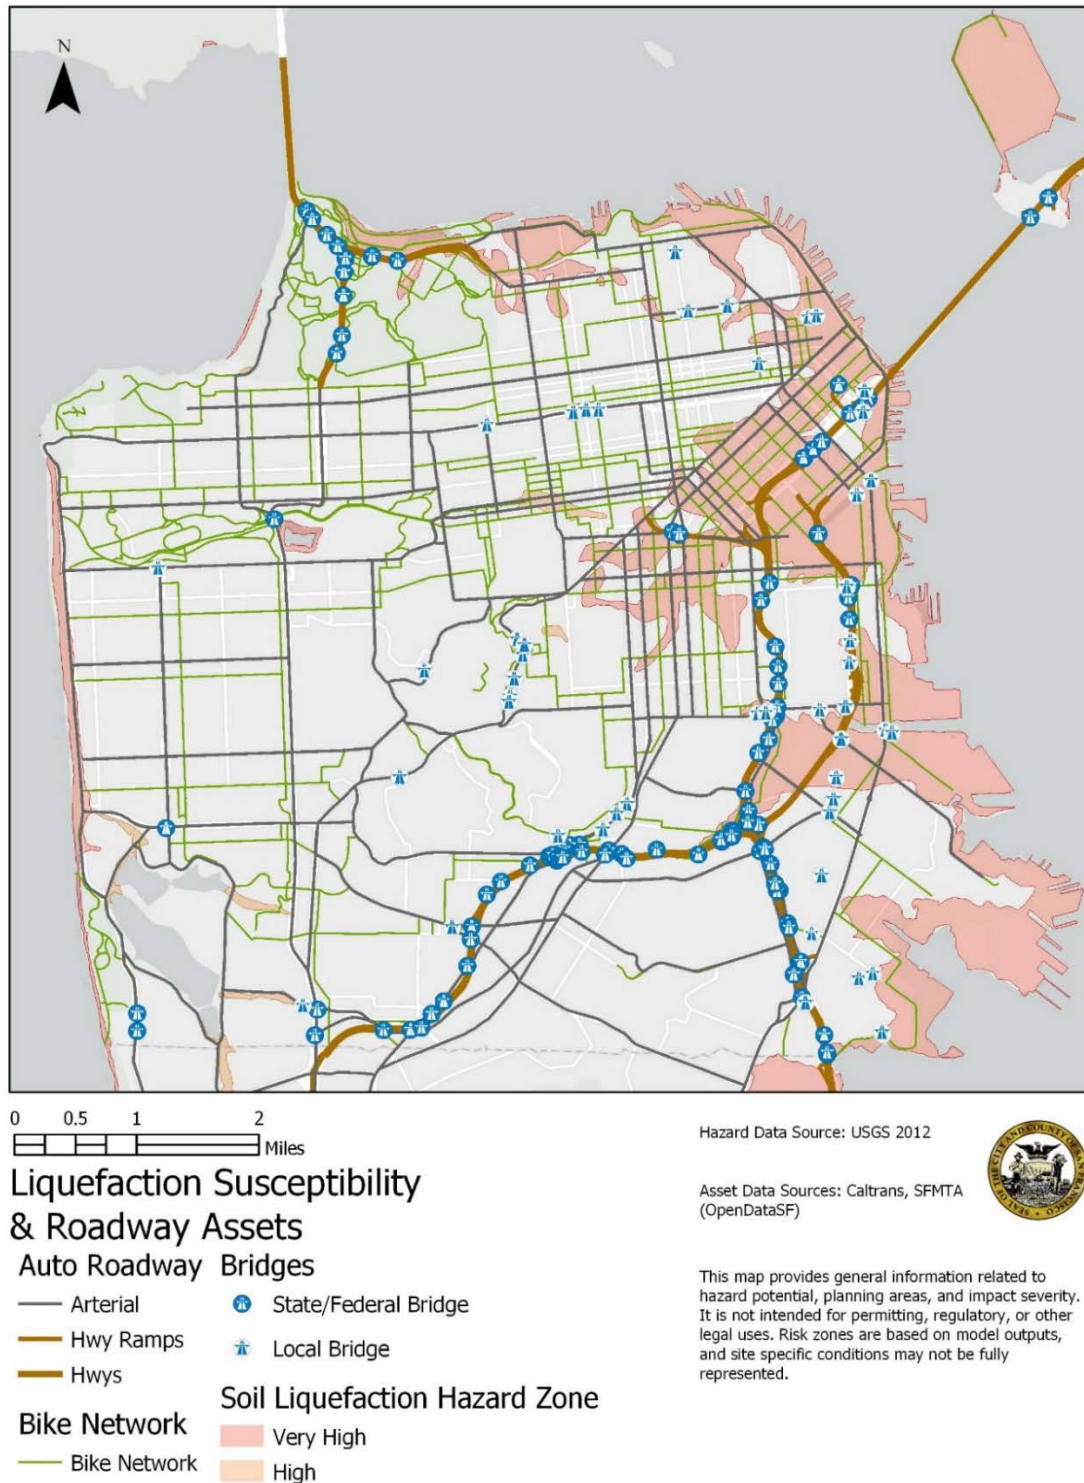 N
0 0.5 1 2
Miles
Liquefaction Susceptibility
& Roadway Assets
Auto Roadway
Arterial
Hwy Ramps
Hwys
Bike Network
Bike Network
Bridges
State/Federal Bridge
Local Bridge
Soil Liquefaction Hazard Zone
Very High
High
Hazard Data Source: USGS 2012
Asset Data Sources: Caltrans, SFMTA
(OpenDataSF)
This map provides general information related to
hazard potential, planning areas, and impact severity.
It is not intended for permitting, regulatory, or other
legal uses. Risk zones are based on model outputs,
and site specific conditions may not be fully
represented.